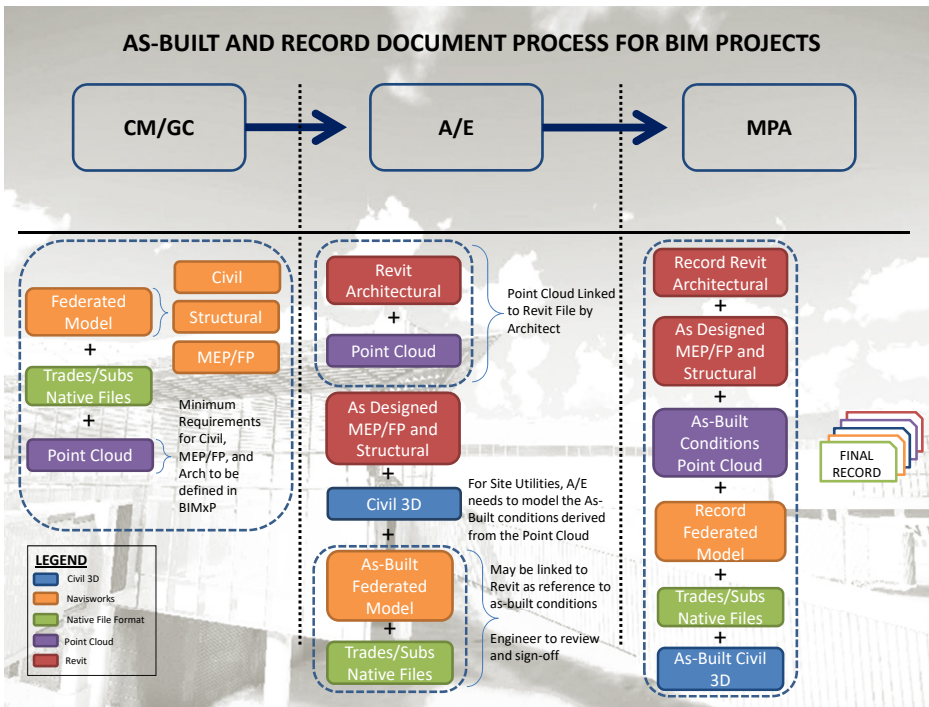 AS-BUILT AND RECORD DOCUMENT PROCESS FOR BIM PROJECTS
CM/GC
A/E
MPA
Federated
Model
Civil
Structural
MEP/FP
+
Trades/Subs
Native Files
+
Point Cloud
Minimum
Requirements
for Civil,
MEP/FP, and
Arch to be
defined in
BIMxP
LEGEND
Civil 3D
Navisworks
Native File Format
Point Cloud
Revit
Revit
Architectural
+
Point Cloud
Point Cloud Linked
to Revit File by
Architect
As Designed
MEP/FP and
Structural
+
Civil 3D
For Site Utilities, A/E
needs to model the As-
Built conditions derived
from the Point Cloud
+
As-Built
Federated
Model
+
Trades/Subs
Native Files
May be linked to
Revit as reference to
as-built conditions
Engineer to review
and sign-off
Record Revit
Architectural
+
As Designed
MEP/FP and
Structural
+
As-Built
Conditions
Point Cloud
+
Record
Federated
Model
+
Trades/Subs
Native Files
+
As-Built Civil
3D
FINAL
RECORD